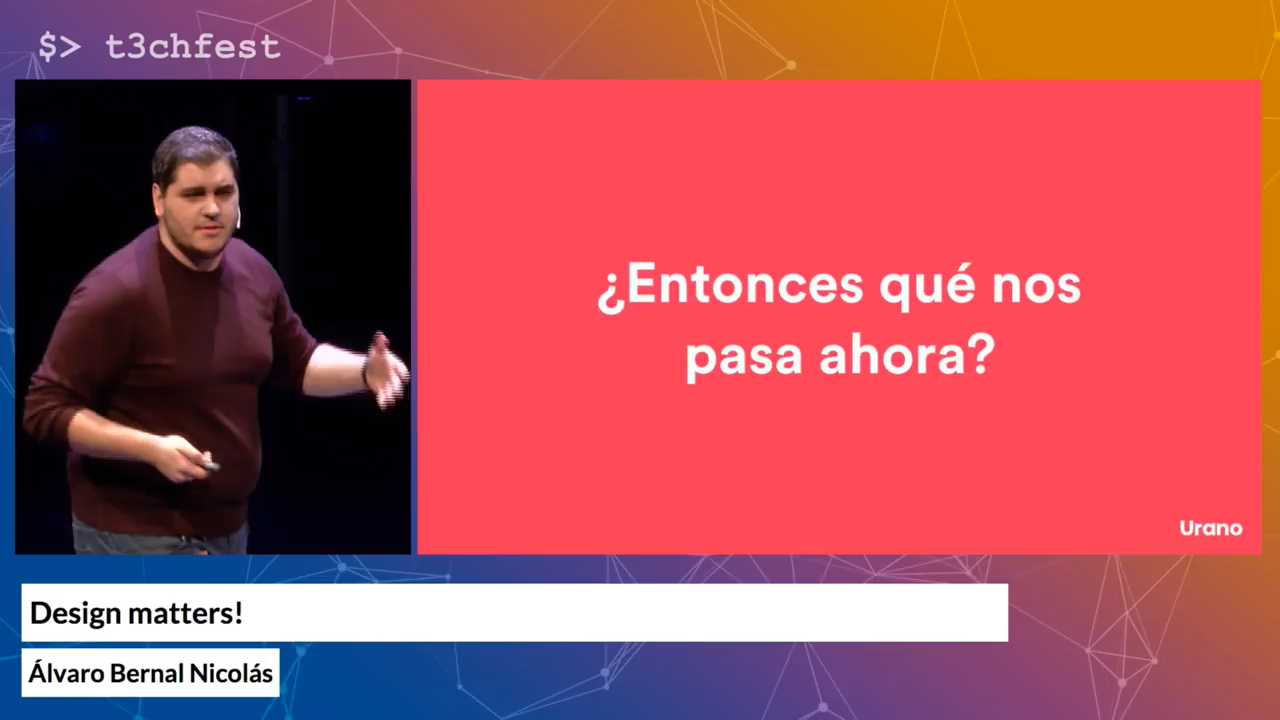 $> t3chfest
¿Entonces qué nos
pasa ahora?
Urano
Design matters!
Álvaro Bernal Nicolás